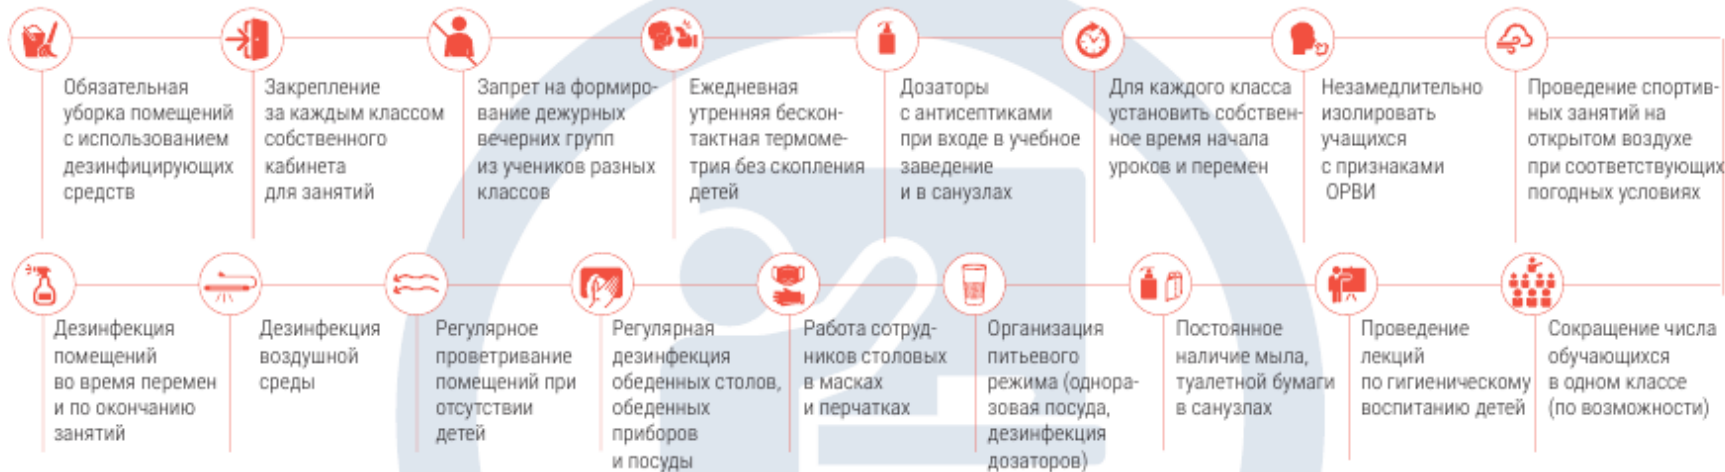 Обязательная
уборка помещений
с использованием
дезинфицирующих
средств
Закрепление
за каждым классом
собственного
кабинета
для занятий
Запрет на формиро-
вание дежурных
вечерних групп
из учеников разных
классов
Ежедневная
утренняя бескон-
тактная термоме-
трия без скопления
детей
Дозаторы
с антисептиками
при входе в учебное
заведение
и в санузлах
Для каждого класса
установить собствен-
ное время начала
уроков и перемен
Незамедлительно
изолировать
учащихся
с признаками
ОРВИ
Проведение спортив-
ных занятий на
открытом воздухе
при соответствующих
погодных условиях
Дезинфекция
помещений
во время перемен
и по окончанию
занятий
Дезинфекция
воздушной
среды
Регулярное
проветривание
помещений при
отсутствии
детей
Регулярная
дезинфекция
обеденных столов,
обеденных
приборов
и посуды
Работа сотруд-
ников столовых
в масках
и перчатках
Организация
питьевого
режима (однора-
зовая посуда,
дезинфекция
дозаторов)
Постоянное
наличие мыла,
туалетной бумаги
в санузлах
Проведение
лекций
по гигиеническому
воспитанию детей
Сокращение числа
обучающихся
в одном классе
(по возможности)